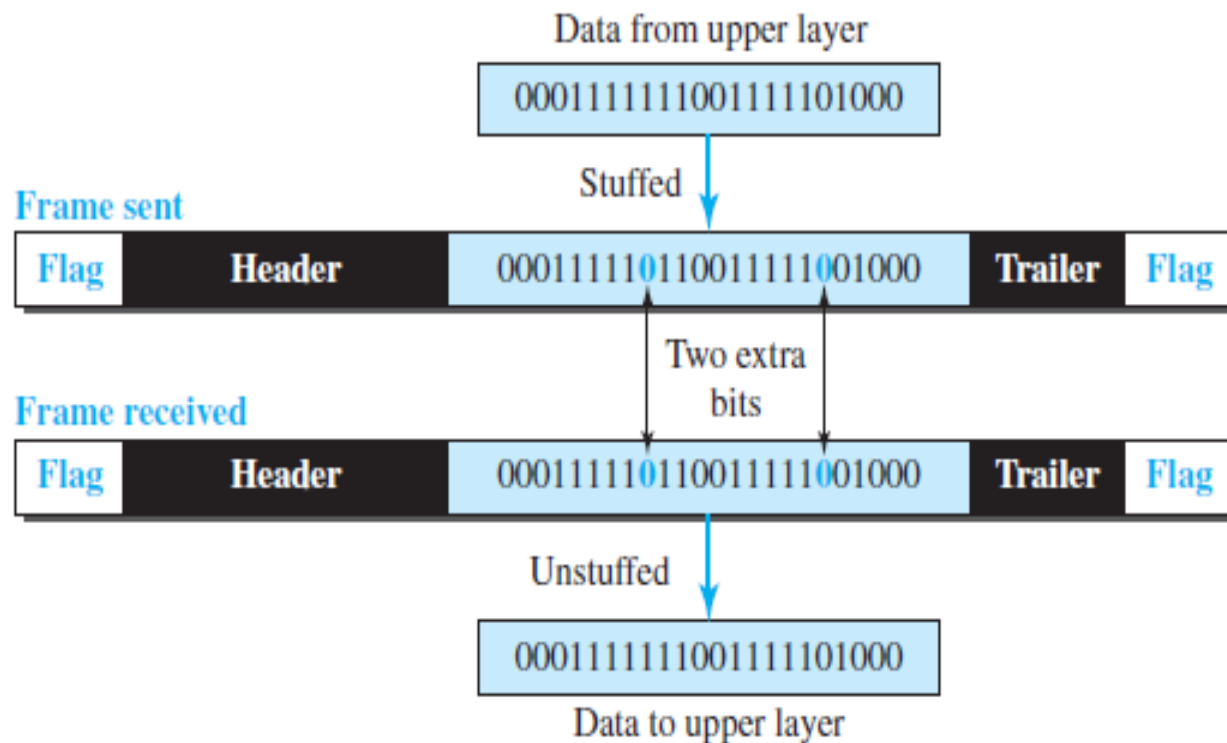 Data from upper layer
0001111111001111101000
Stuffed
Frame sent
Flag Header 000111110110011111001000 Trailer Flag
Two extra
bits
Frame received
Flag Header 000111110110011111001000 Trailer Flag
Unstuffed
0001111111001111101000
Data to upper layer